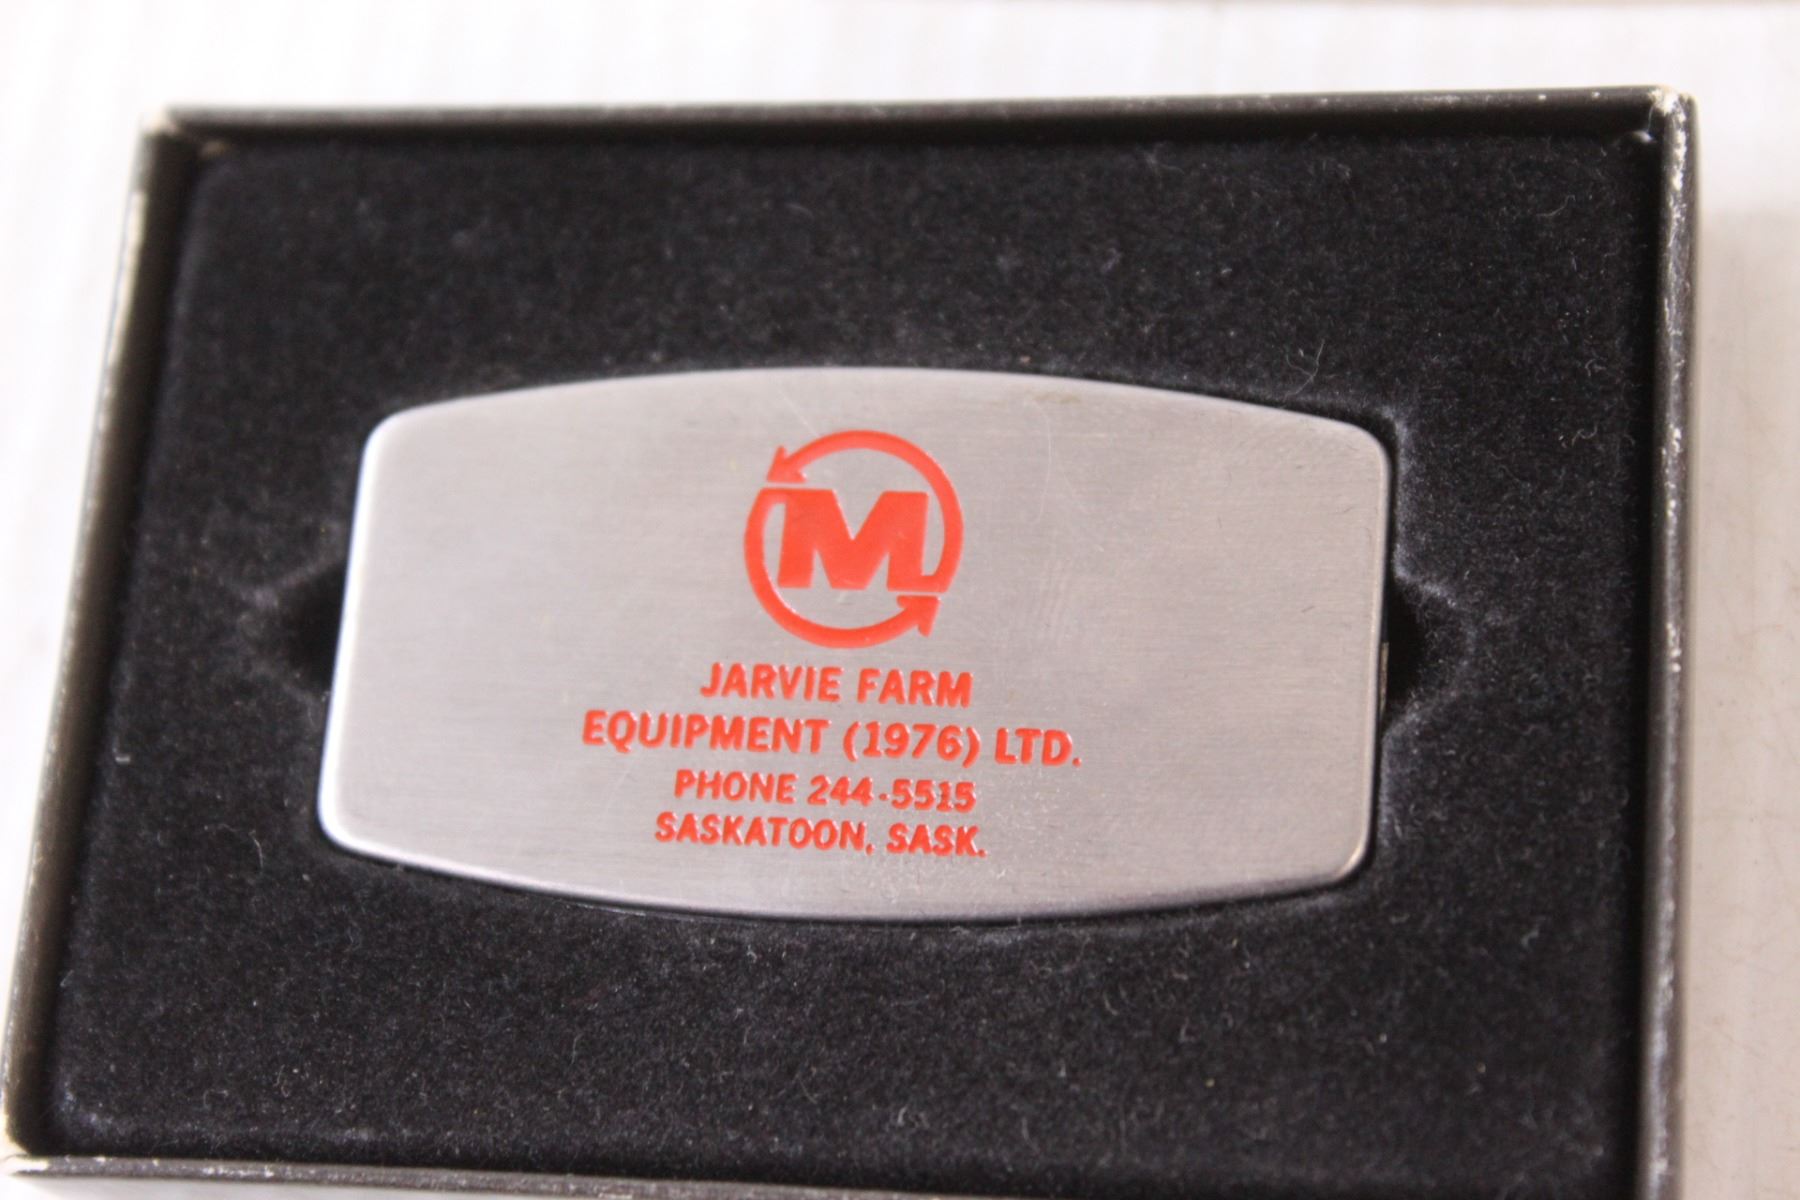 M
JARVIE FARM
EQUIPMENT (1976) LTD.
PHONE 244-5515
SASKATOON, SASK.